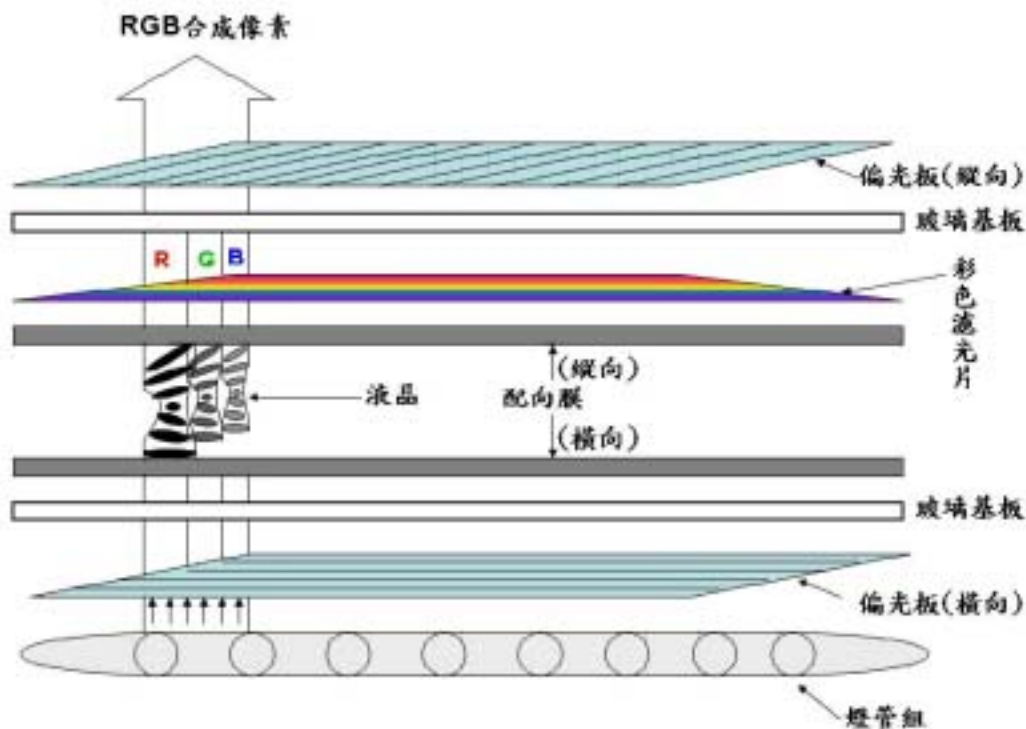 RGB合成像素
偏光板(縱向)
玻璃基板
R G B
彩色濾光片
(縱向)
液晶
配向膜
(橫向)
玻璃基板
偏光板(橫向)
燈管組